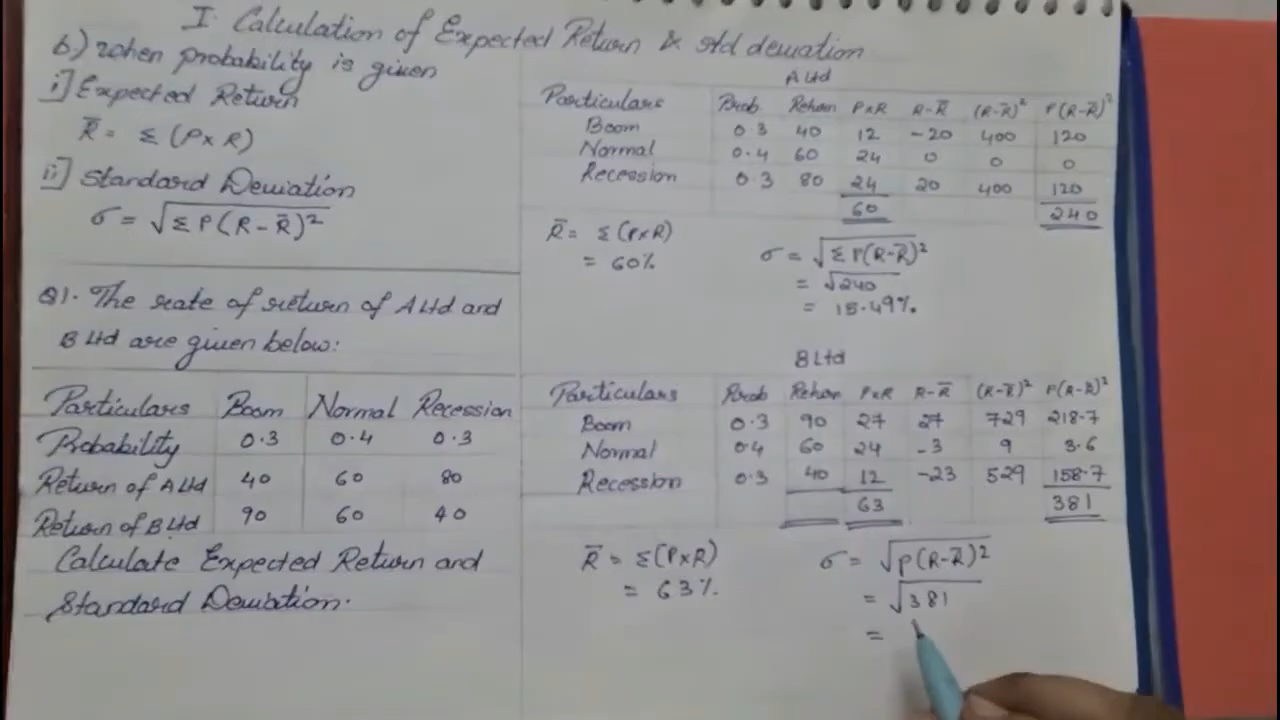 I Calculation of Expected Return & Std deviation
b) When probability is given
i] Expected Return
R̄ = Σ (P×R)
ii] Standard Deviation
σ = √Σ P(R-R̄)²
Q1. The rate of return of A Ltd and
B Ltd are given below:
Particulars Boom Normal Recession
Probability 0.3 0.4 0.3
Return of A Ltd 40 60 80
Return of B Ltd 90 60 40
Calculate Expected Return and
Standard Deviation.
A Ltd
Particulars Prob Return P×R R-R̄ (R-R̄)² P(R-R̄)²
Boom 0.3 40 12 -20 400 120
Normal 0.4 60 24 0 0 0
Recession 0.3 80 24 20 400 120
60 240
R̄ = Σ(P×R)
= 60%
σ = √Σ P(R-R̄)²
= √240
= 15.49%
B Ltd
Particulars Prob Return P×R R-R̄ (R-R̄)² P(R-R̄)²
Boom 0.3 90 27 27 729 218.7
Normal 0.4 60 24 -3 9 3.6
Recession 0.3 40 12 -23 529 158.7
63 381
R̄ = Σ(P×R)
= 63%
σ = √P(R-R̄)²
= √381
=